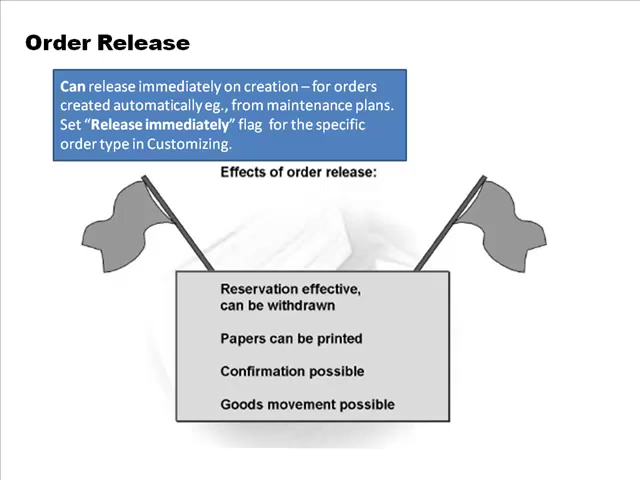 Order Release
Can release immediately on creation – for orders
created automatically eg., from maintenance plans.
Set “Release immediately” flag for the specific
order type in Customizing.
Effects of order release:
Reservation effective,
can be withdrawn
Papers can be printed
Confirmation possible
Goods movement possible